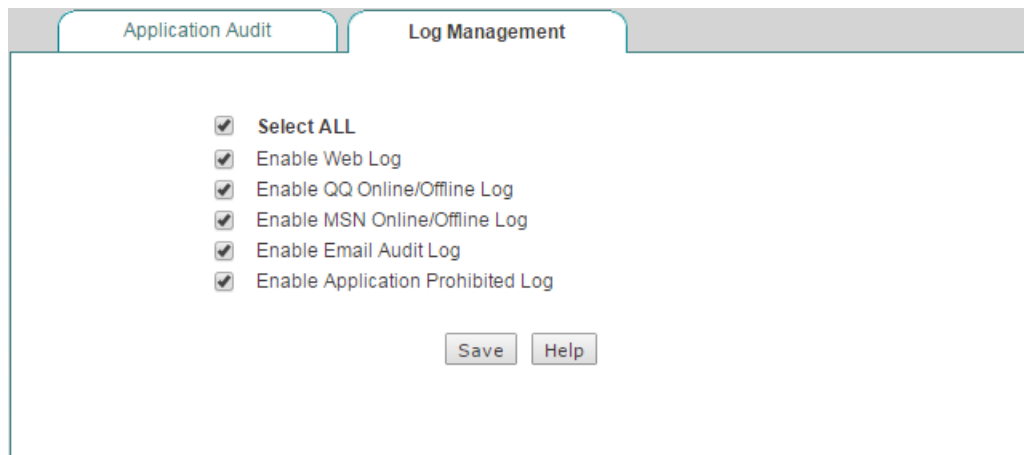 Application Audit Log Management
Select ALL
Enable Web Log
Enable QQ Online/Offline Log
Enable MSN Online/Offline Log
Enable Email Audit Log
Enable Application Prohibited Log
Save Help